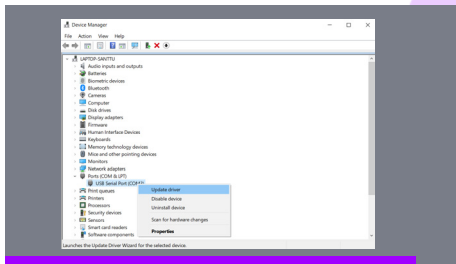 Device Manager
File Action View Help
LAPTOP-SANTTU
Audio inputs and outputs
Batteries
Biometric devices
Bluetooth
Cameras
Computer
Disk drives
Display adapters
Firmware
Human Interface Devices
Keyboards
Memory technology devices
Mice and other pointing devices
Monitors
Network adapters
Ports (COM & LPT)
USB Serial Port
Update driver
Print queues
Disable device
Printers
Uninstall device
Processors
Security devices
Scan for hardware changes
Sensors
Smart card readers
Properties
Software components
Launches the Update Driver Wizard for the selected device.